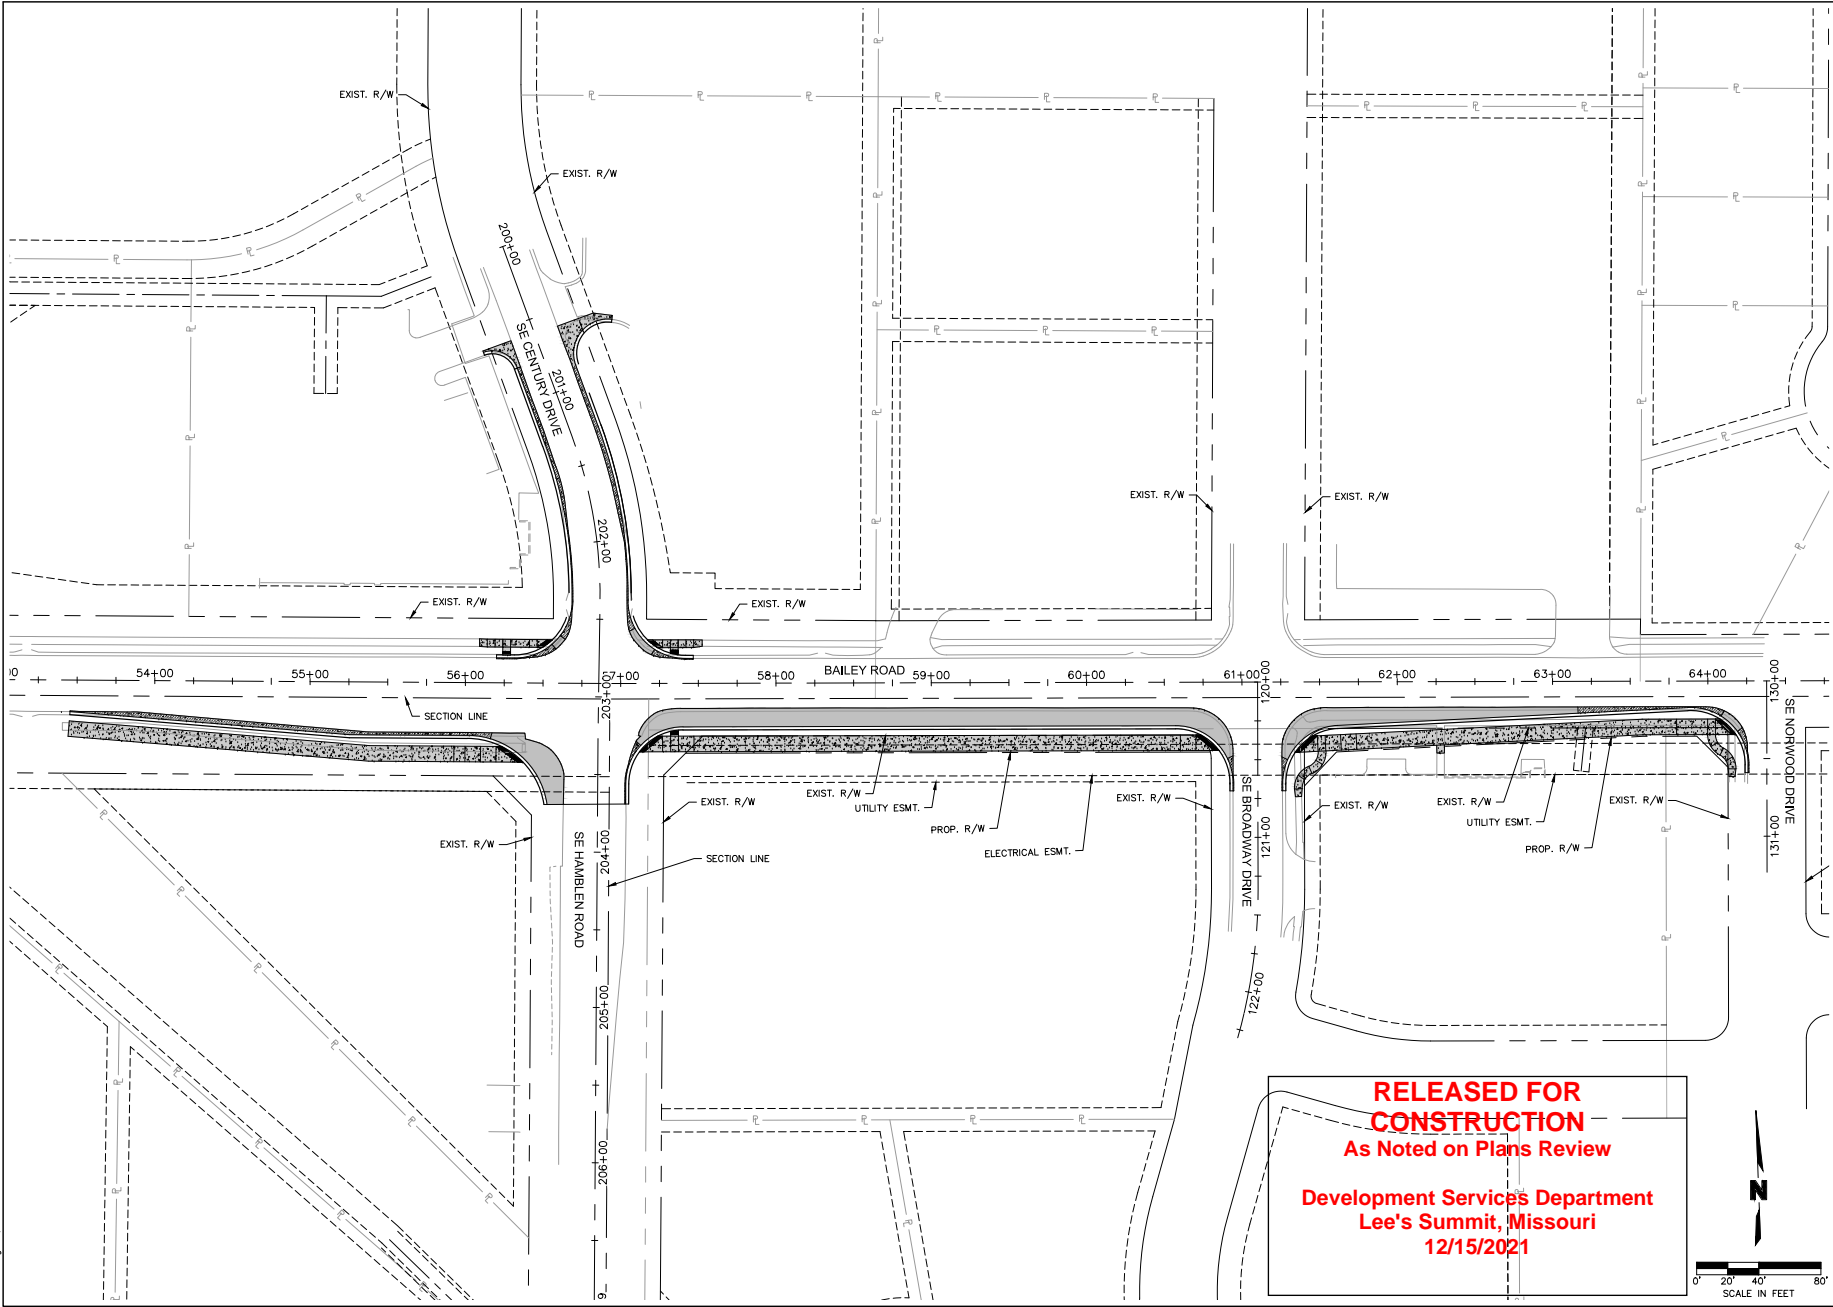 EXIST. R/W
EXIST. R/W
200+00
SE CENTURY DRIVE
201+00
202+00
EXIST. R/W
EXIST. R/W
EXIST. R/W
EXIST. R/W
BAILEY ROAD
54+00
55+00
56+00
57+00
58+00
59+00
60+00
61+00
62+00
63+00
64+00
203+00
120+00
130+00
SECTION LINE
EXIST. R/W
EXIST. R/W
UTILITY ESMT.
PROP. R/W
ELECTRICAL ESMT.
EXIST. R/W
SE BROADWAY DRIVE
121+00
122+00
EXIST. R/W
EXIST. R/W
UTILITY ESMT.
PROP. R/W
EXIST. R/W
SE NORWOOD DRIVE
131+00
EXIST. R/W
SE HAMBLEN ROAD
204+00
SECTION LINE
205+00
206+00
RELEASED FOR
CONSTRUCTION
As Noted on Plans Review
Development Services Department
Lee's Summit, Missouri
12/15/2021
N
0' 20' 40' 80'
SCALE IN FEET